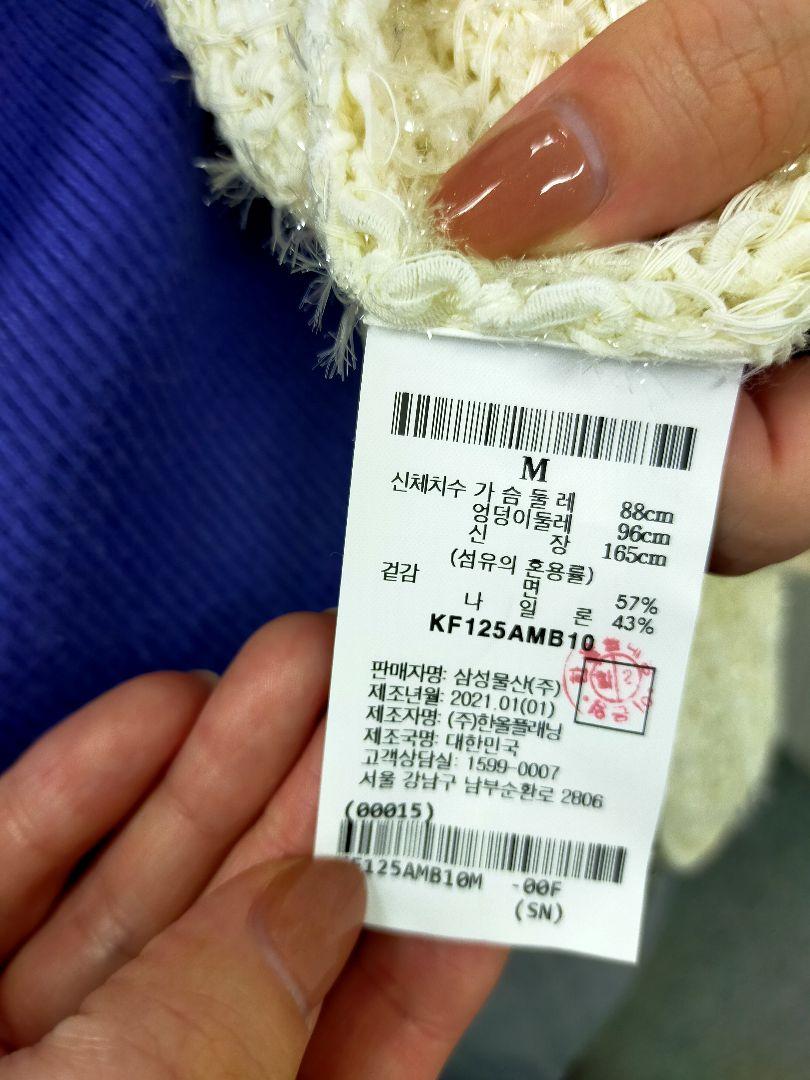 M
신체치수 가슴둘레 88cm
엉덩이둘레 96cm
신 장 165cm
(섬유의 혼용률)
겉감
면 57%
나 일 론 43%
KF125AMB10
판매자명: 삼성물산(주)
제조년월: 2021.01(01)
제조자명: (주)한올플래닝
제조국명: 대한민국
고객상담실: 1599-0007
서울 강남구 남부순환로 2806
(00015)
KF125AMB10M -00F
(SN)